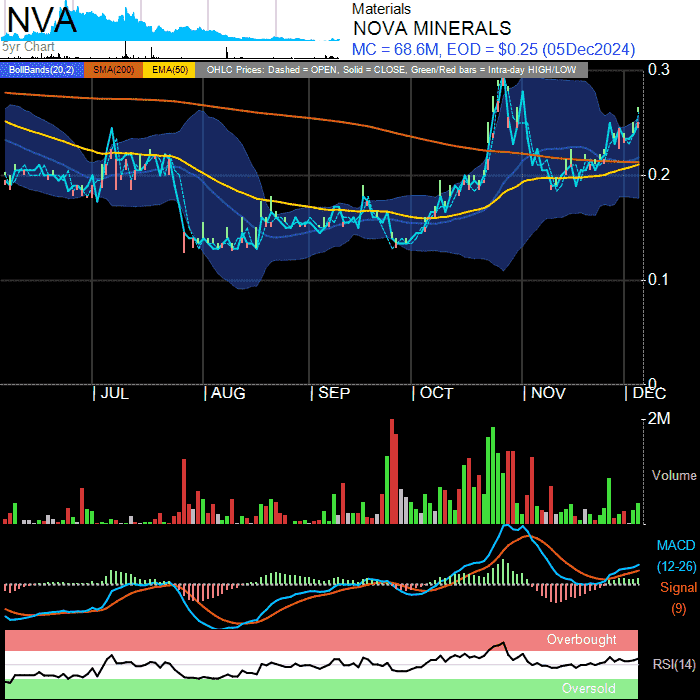 NVA
5yr Chart
Materials
NOVA MINERALS
MC = 68.6M, EOD = $0.25 (05Dec2024)
BollBands(20,2) SMA(200) EMA(50) OHLC Prices: Dashed = OPEN, Solid = CLOSE, Green/Red bars = Intra-day HIGH/LOW
0.3
0.2
0.1
0
JUL AUG SEP OCT NOV DEC
2M
Volume
MACD
(12-26)
Signal
(9)
Overbought
RSI(14)
Oversold